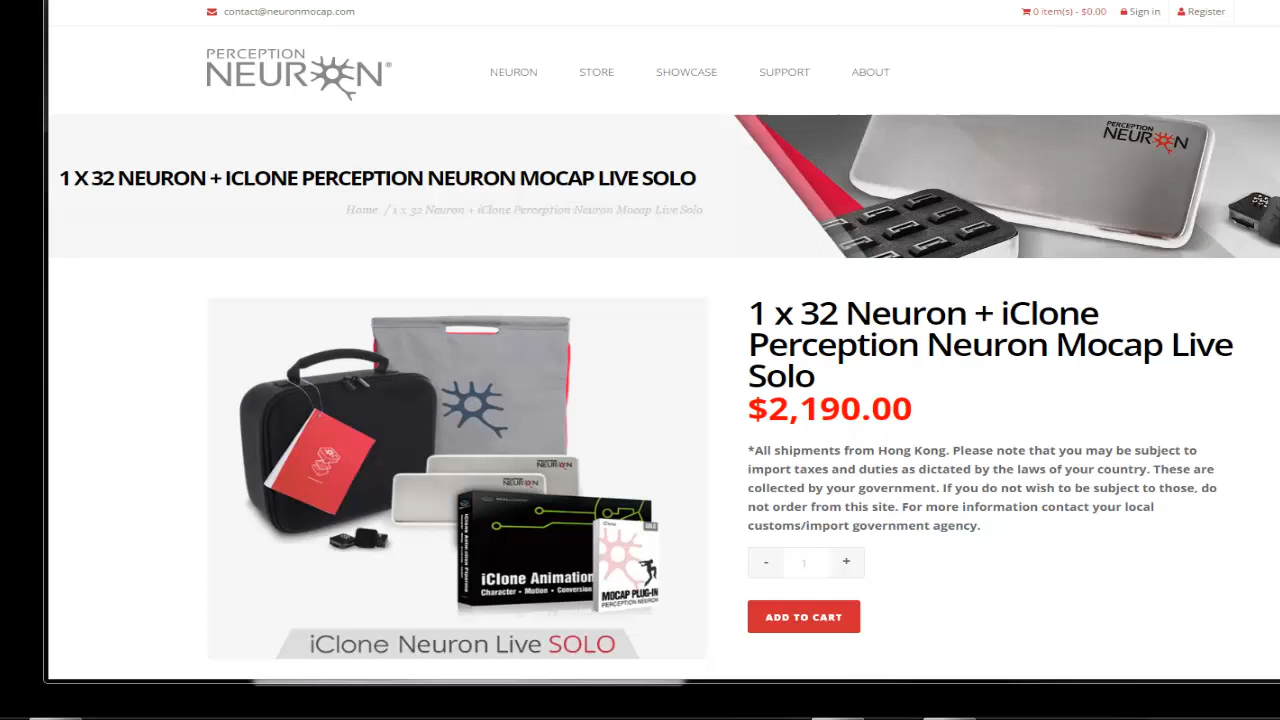 contact@neuronmocap.com
0 item(s) - $0.00
Sign in
Register
PERCEPTION
NEURON®
NEURON
STORE
SHOWCASE
SUPPORT
ABOUT
PERCEPTION
NEURON
1 X 32 NEURON + ICLONE PERCEPTION NEURON MOCAP LIVE SOLO
Home / 1 x 32 Neuron + iClone Perception Neuron Mocap Live Solo
1 x 32 Neuron + iClone
Perception Neuron Mocap Live
Solo
$2,190.00
*All shipments from Hong Kong. Please note that you may be subject to
import taxes and duties as dictated by the laws of your country. These are
collected by your government. If you do not wish to be subject to those, do
not order from this site. For more information contact your local
customs/import government agency.
- 1 +
ADD TO CART
PERCEPTION
NEURON
PERCEPTION
NEURON
iClone Animation
Character • Motion • Conversion
MOCAP PLUG-IN
PERCEPTION NEURON
iClone Neuron Live SOLO